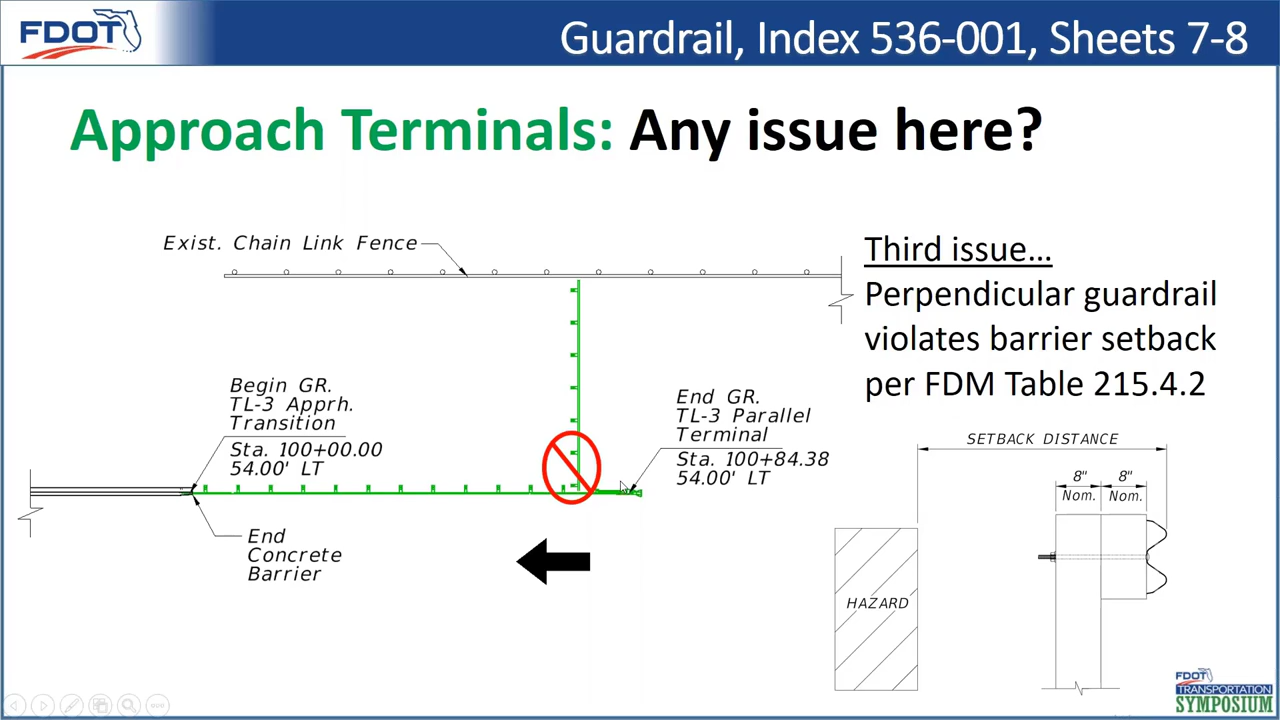 FDOT
Guardrail, Index 536-001, Sheets 7-8
Approach Terminals: Any issue here?
Exist. Chain Link Fence
Third issue...
Perpendicular guardrail
violates barrier setback
per FDM Table 215.4.2
Begin GR.
TL-3 Apprh.
Transition
Sta. 100+00.00
54.00' LT
End GR.
TL-3 Parallel
Terminal
Sta. 100+84.38
54.00' LT
End
Concrete
Barrier
SETBACK DISTANCE
8"
Nom.
8"
Nom.
HAZARD
FDOT
TRANSPORTATION
SYMPOSIUM